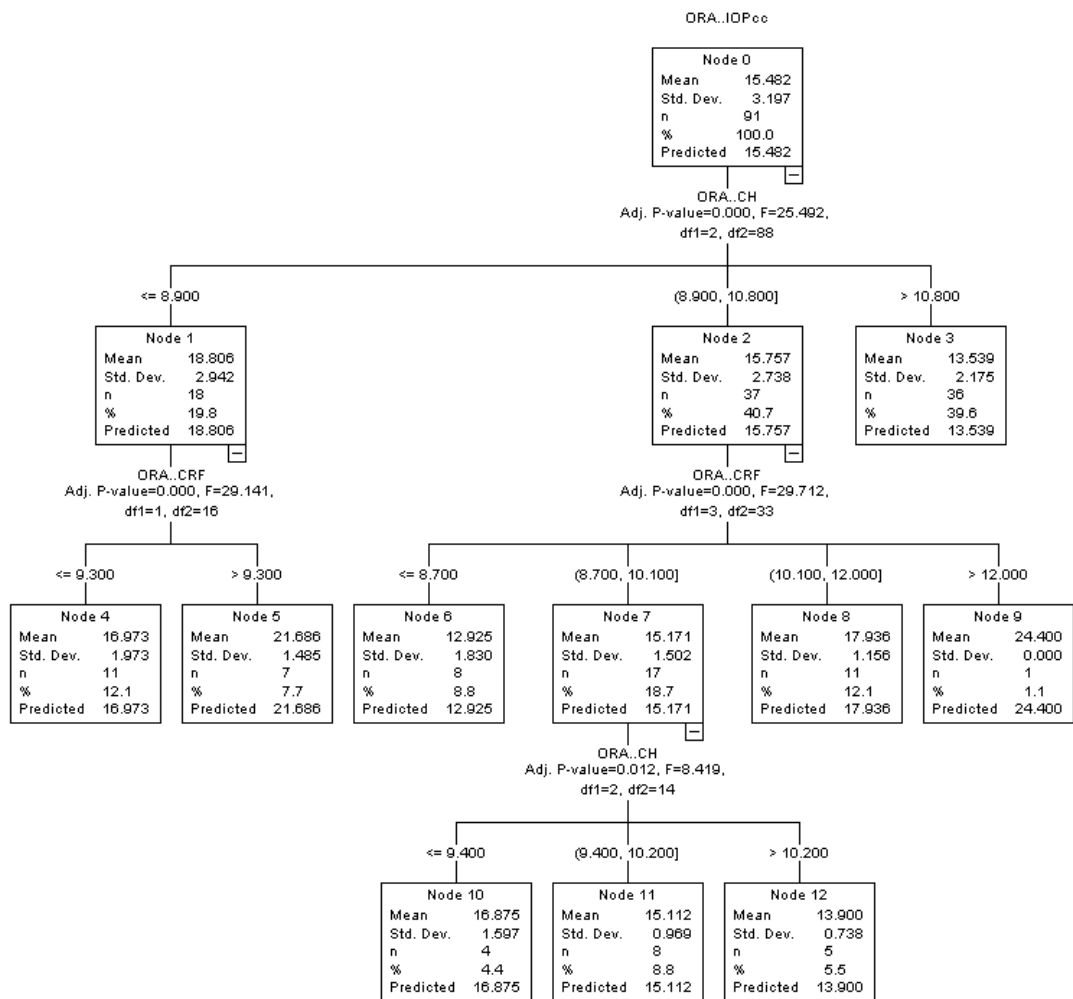 ORA..IOPcc
Node 0
Mean 15.482
Std. Dev. 3.197
n 91
% 100.0
Predicted 15.482
ORA..CH
Adj. P-value=0.000, F=25.492,
df1=2, df2=88
<= 8.900
(8.900, 10.800]
> 10.800
Node 1
Mean 18.806
Std. Dev. 2.942
n 18
% 19.8
Predicted 18.806
Node 2
Mean 15.757
Std. Dev. 2.738
n 37
% 40.7
Predicted 15.757
Node 3
Mean 13.539
Std. Dev. 2.175
n 36
% 39.6
Predicted 13.539
ORA..CRF
Adj. P-value=0.000, F=29.141,
df1=1, df2=16
ORA..CRF
Adj. P-value=0.000, F=29.712,
df1=3, df2=33
<= 9.300
> 9.300
<= 8.700
(8.700, 10.100]
(10.100, 12.000]
> 12.000
Node 4
Mean 16.973
Std. Dev. 1.973
n 11
% 12.1
Predicted 16.973
Node 5
Mean 21.686
Std. Dev. 1.485
n 7
% 7.7
Predicted 21.686
Node 6
Mean 12.925
Std. Dev. 1.830
n 8
% 8.8
Predicted 12.925
Node 7
Mean 15.171
Std. Dev. 1.502
n 17
% 18.7
Predicted 15.171
Node 8
Mean 17.936
Std. Dev. 1.156
n 11
% 12.1
Predicted 17.936
Node 9
Mean 24.400
Std. Dev. 0.000
n 1
% 1.1
Predicted 24.400
ORA..CH
Adj. P-value=0.012, F=8.419,
df1=2, df2=14
<= 9.400
(9.400, 10.200]
> 10.200
Node 10
Mean 16.875
Std. Dev. 1.597
n 4
% 4.4
Predicted 16.875
Node 11
Mean 15.112
Std. Dev. 0.969
n 8
% 8.8
Predicted 15.112
Node 12
Mean 13.900
Std. Dev. 0.738
n 5
% 5.5
Predicted 13.900